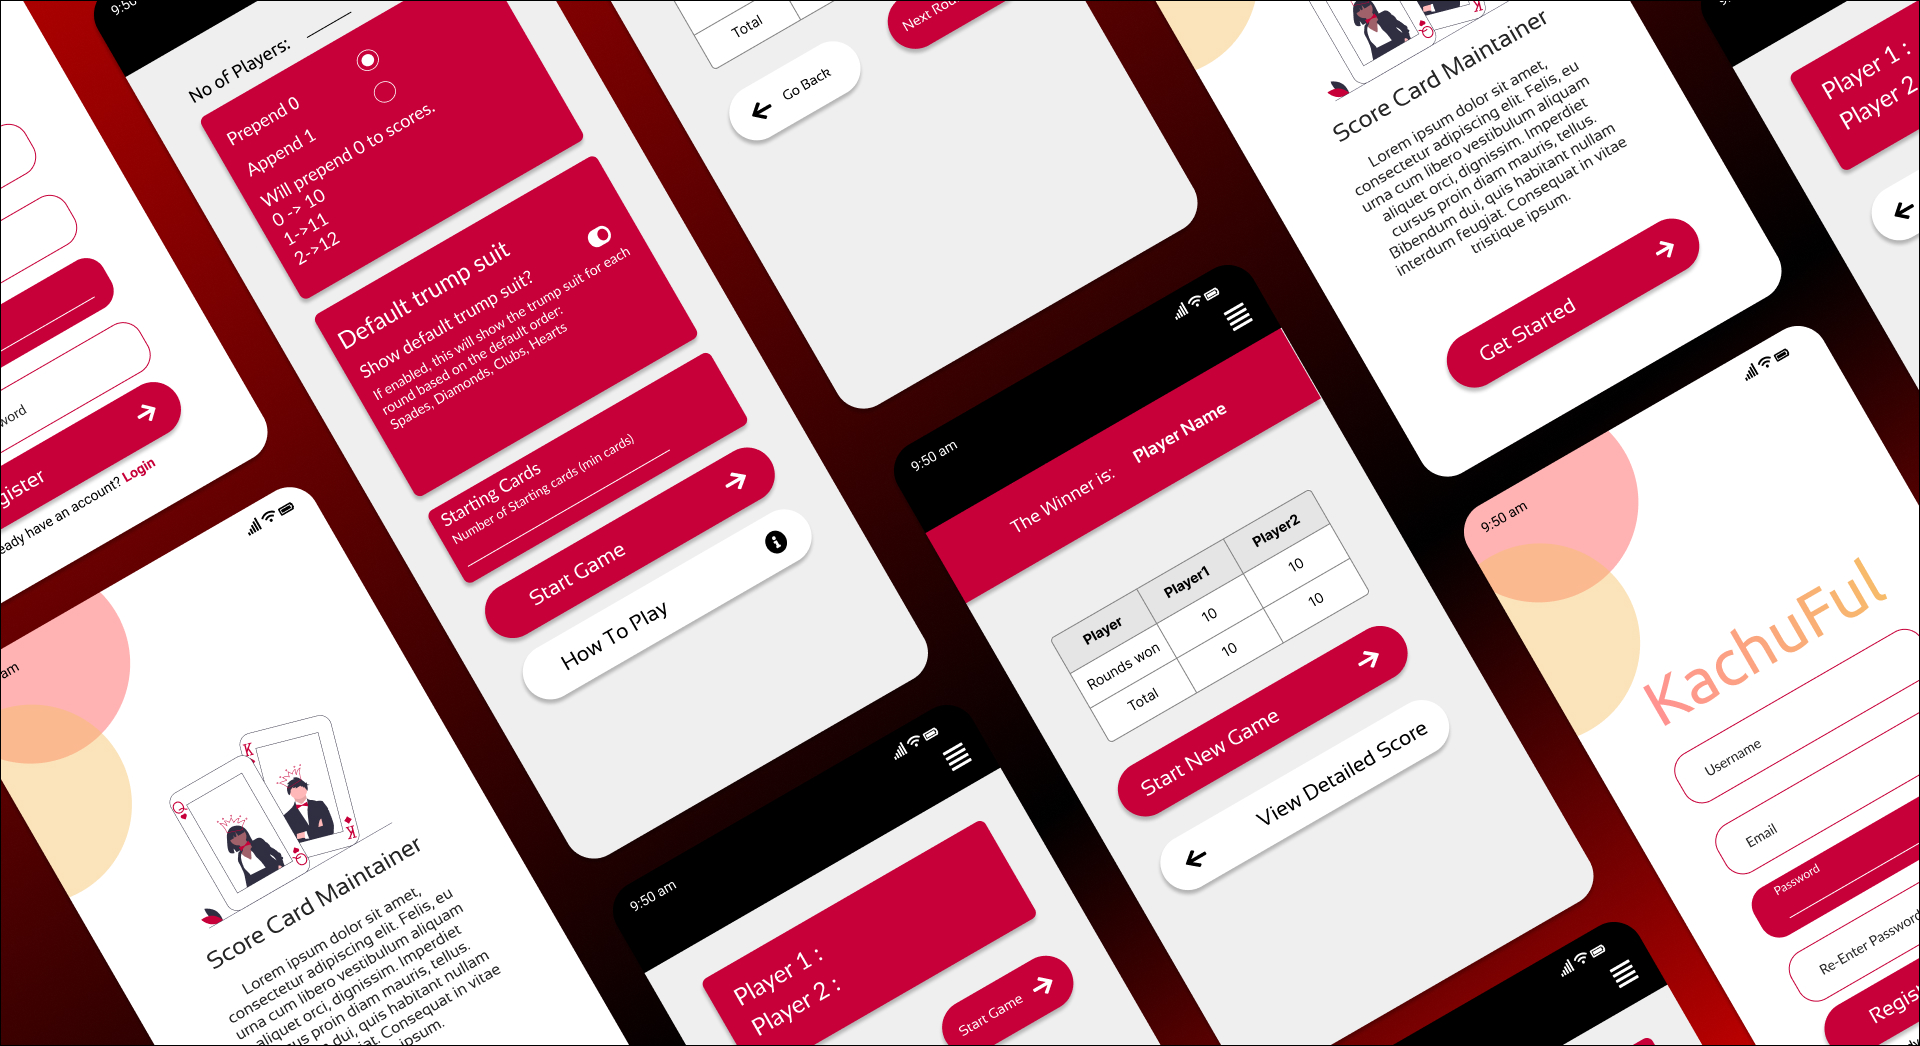 word
gister
eady have an account? Login
9:50
No of Players:
Prepend 0
Append 1
Will prepend 0 to scores.
0 -> 10
1->11
2->12
Default trump suit
Show default trump suit?
If enabled, this will show the trump suit for each
round based on the default order:
Spades, Diamonds, Clubs, Hearts
Starting Cards
Number of Starting cards (min cards)
Start Game
How To Play
Total
Next Rou
Go Back
K
Q
Score Card Maintainer
Lorem ipsum dolor sit amet,
consectetur adipiscing elit. Felis, eu
urna cum libero vestibulum aliquam
aliquet orci, dignissim. Imperdiet
cursus proin diam mauris, tellus.
Bibendum dui, quis habitant nullam
interdum feugiat. Consequat in vitae
tristique ipsum.
Get Started
Player 1 :
Player 2
am
K
Q
K
Q
Score Card Maintainer
Lorem ipsum dolor sit amet,
consectetur adipiscing elit. Felis, eu
urna cum libero vestibulum aliquam
aliquet orci, dignissim. Imperdiet
us proin diam mauris, tellus.
dui, quis habitant nullam
iat. Consequat in vitae
ipsum.
9:50 am
Player 1 :
Player 2 :
Start Game
9:50 am
The Winner is: Player Name
Player Player1 Player2
Rounds won 10 10
Total 10 10
Start New Game
View Detailed Score
9:50 am
KachuFul
Username
Email
Password
Re-Enter Password
Regist